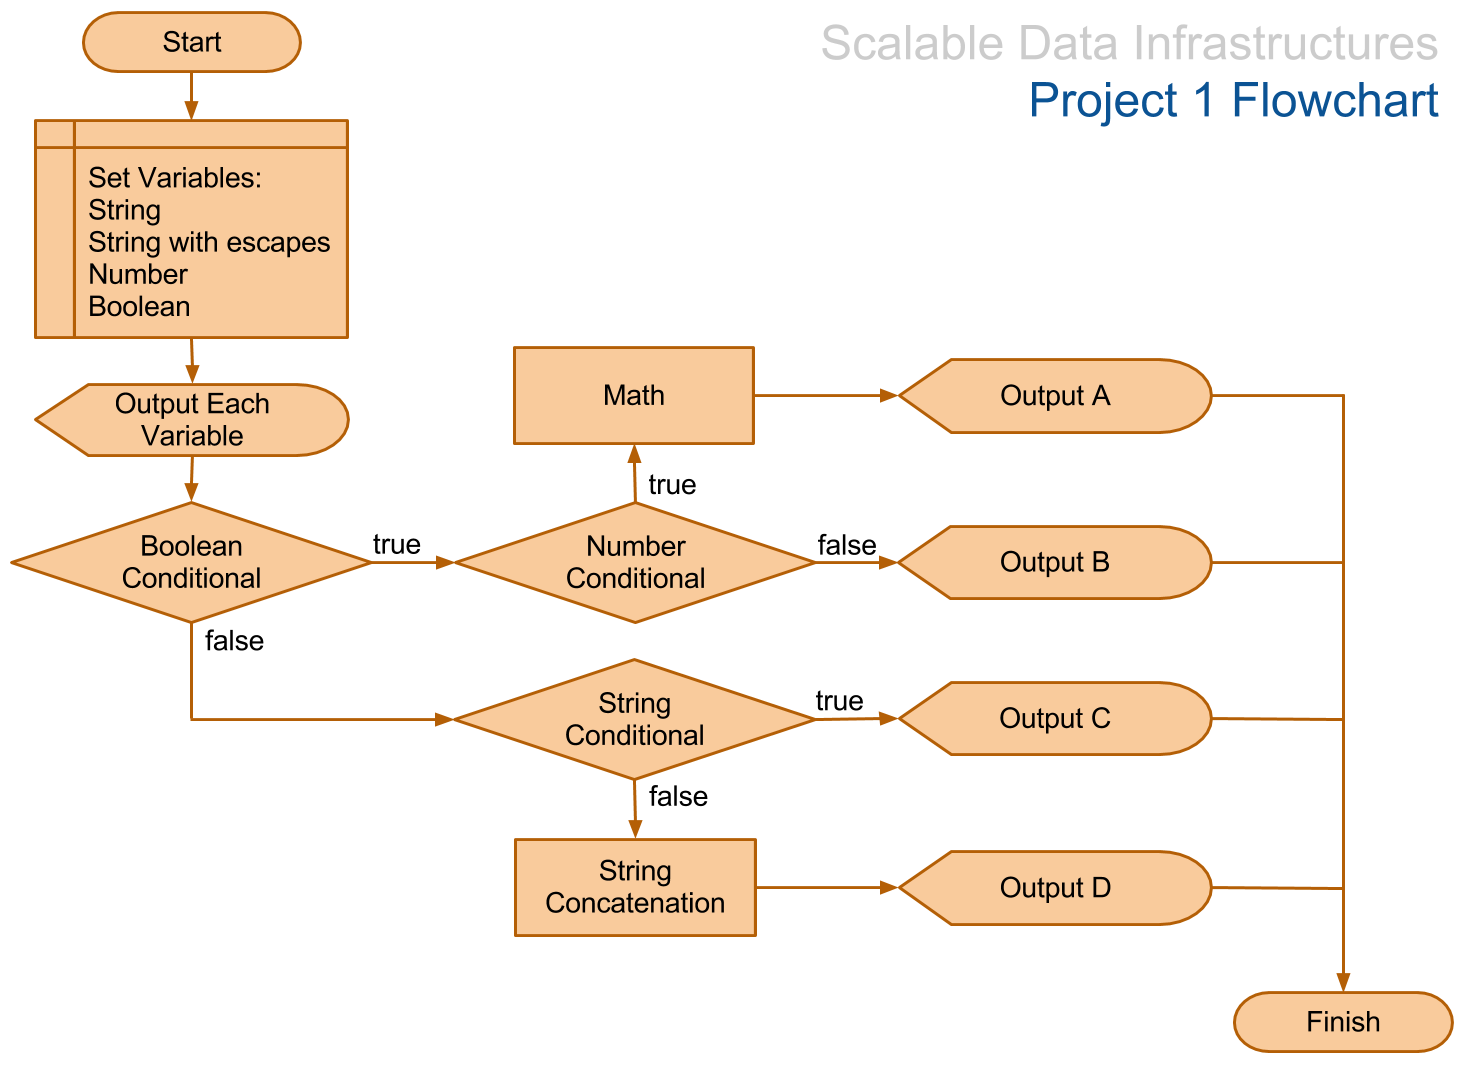 Scalable Data Infrastructures
Project 1 Flowchart
Start
Set Variables:
String
String with escapes
Number
Boolean
Output Each
Variable
Boolean
Conditional
true
false
Number
Conditional
true
false
Math
Output A
Output B
String
Conditional
true
false
Output C
String
Concatenation
Output D
Finish